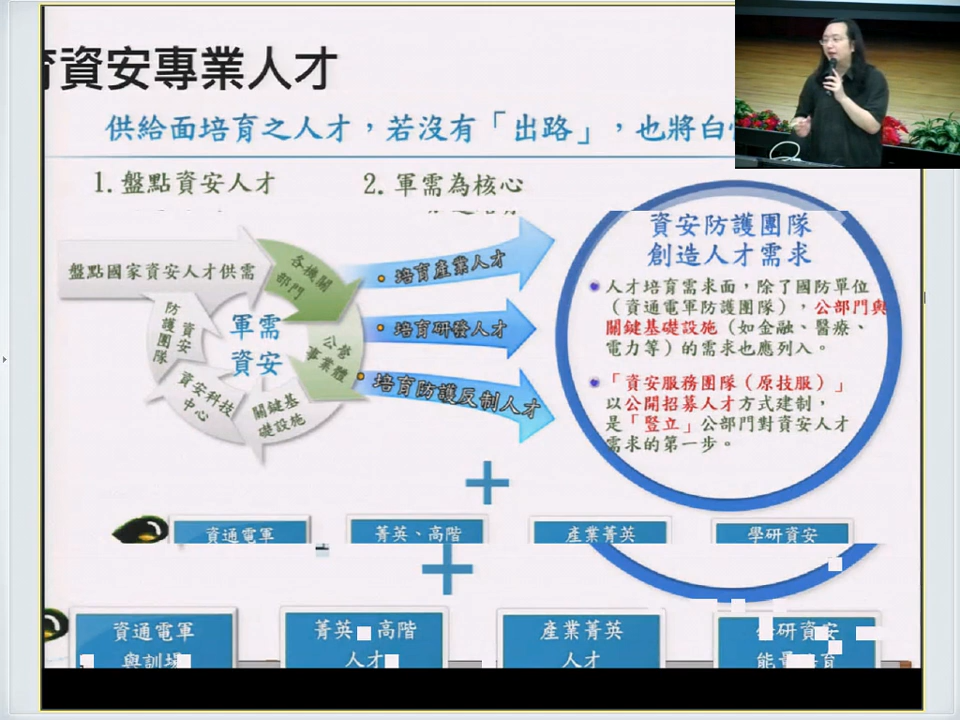 資安專業人才
供給面培育之人才，若沒有「出路」，也將白
1. 盤點資安人才
2. 軍需為核心
盤點國家資安人才供需
各機關
部門
公營
事業體
關鍵基
礎設施
資安科技
中心
資安
防護團隊
軍需
資安
• 培育產業人才
• 培育研發人才
• 培育防護反制人才
資安防護團隊
創造人才需求
人才培育需求面，除了國防單位
（資通電軍防護團隊），公部門與
關鍵基礎設施（如金融、醫療、
電力等）的需求也應列入。
「資安服務團隊（原技服）」
以公開招募人才方式建制，
是「豎立」公部門對資安人才
需求的第一步。
+
資通電軍
菁英、高階
產業菁英
學研資安
+
資通電軍
與訓場
菁英、高階
人才
產業菁英
人才
研資安
能量培育